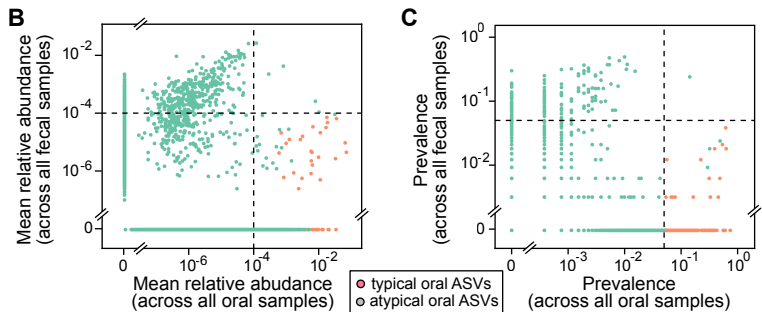 B
Mean relative abundance
(across all fecal samples)
10^-2
10^-4
10^-6
0
0
10^-6
10^-4
10^-2
Mean relative abudance
(across all oral samples)
C
Prevalence
(across all fecal samples)
10^0
10^-1
10^-2
0
0
10^-3
10^-2
10^-1
10^0
Prevalence
(across all oral samples)
typical oral ASVs
atypical oral ASVs